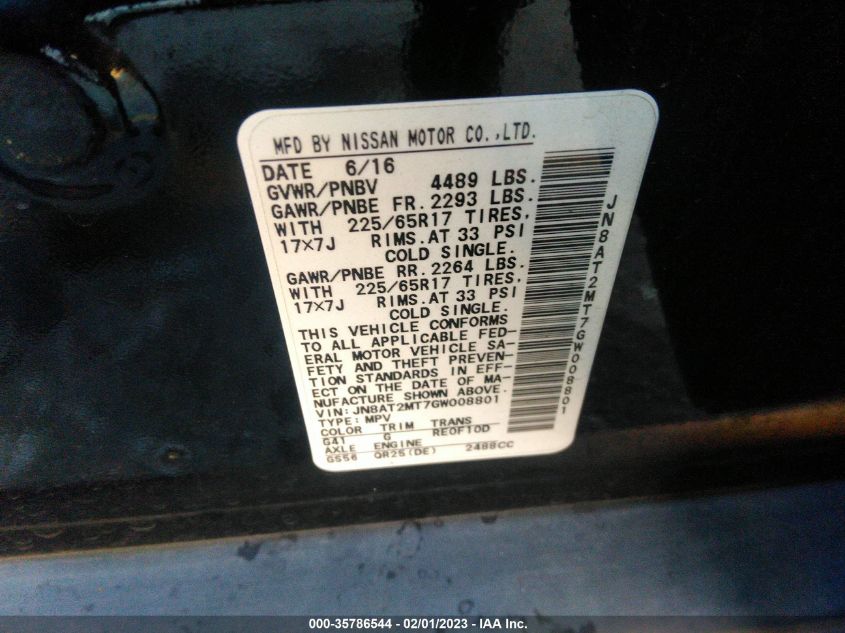 MFD BY NISSAN MOTOR CO.,LTD.
DATE 6/16
GVWR/PNBV 4489 LBS.
GAWR/PNBE FR. 2293 LBS.
WITH 225/65R17 TIRES,
17×7J RIMS.AT 33 PSI
COLD SINGLE.
GAWR/PNBE RR. 2264 LBS.
WITH 225/65R17 TIRES,
17×7J RIMS.AT 33 PSI
COLD SINGLE.
THIS VEHICLE CONFORMS
TO ALL APPLICABLE FED-
ERAL MOTOR VEHICLE SA-
FETY AND THEFT PREVEN-
TION STANDARDS IN EFF-
ECT ON THE DATE OF MA-
NUFACTURE SHOWN ABOVE.
VIN: JN8AT2MT7GW008801
TYPE: MPV
COLOR TRIM TRANS
G41 G RE0F10D
AXLE ENGINE
GS56 QR25(DE) 2488CC
JN8AT2MT7GW008801
000-35786544 - 02/01/2023 - IAA Inc.